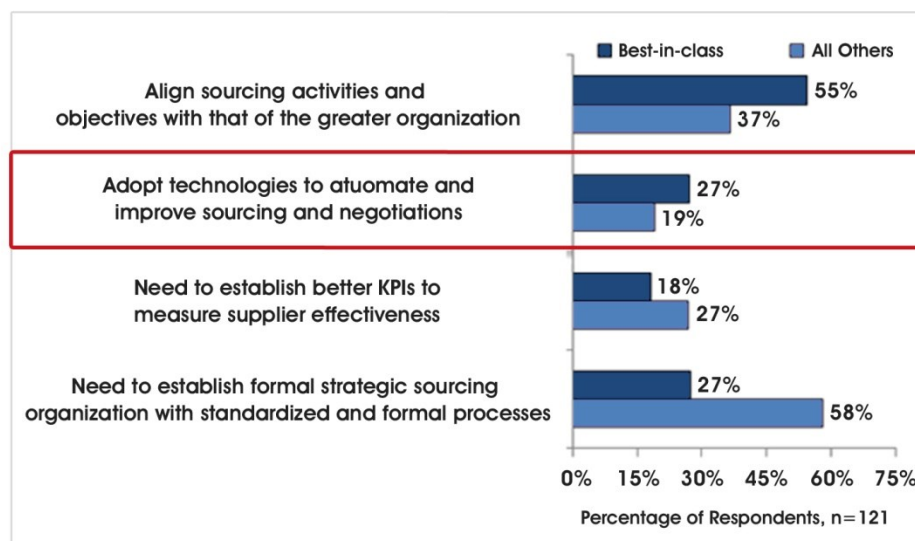 Best-in-class All Others
Align sourcing activities and
objectives with that of the greater organization
55%
37%
Adopt technologies to atuomate and
improve sourcing and negotiations
27%
19%
Need to establish better KPIs to
measure supplier effectiveness
18%
27%
Need to establish formal strategic sourcing
organization with standardized and formal processes
27%
58%
0% 15% 30% 45% 60% 75%
Percentage of Respondents, n=121